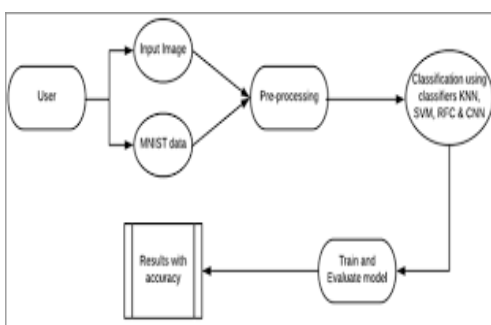 User
Input Image
MNIST data
Pre-processing
Classification using
classifiers KNN,
SVM, RFC & CNN
Train and
Evaluate model
Results with
accuracy